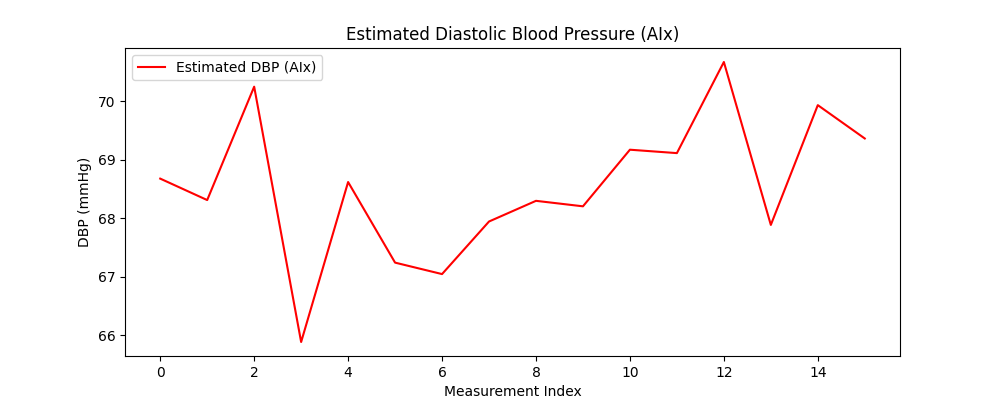 Estimated Diastolic Blood Pressure (AIx)
Estimated DBP (AIx)
DBP (mmHg)
70
69
68
67
66
0 2 4 6 8 10 12 14
Measurement Index